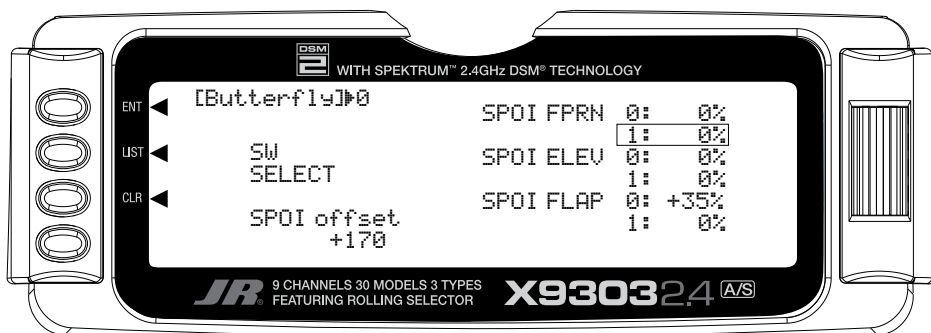 DSM
2 WITH SPEKTRUM™ 2.4GHz DSM® TECHNOLOGY
ENT
LIST
CLR
[Butterfly]▶0
SW
SELECT
SPOI offset
+170
SPOI FPRN 0: 0%
1: 0%
SPOI ELEV 0: 0%
1: 0%
SPOI FLAP 0: +35%
1: 0%
JR® 9 CHANNELS 30 MODELS 3 TYPES
FEATURING ROLLING SELECTOR
X9303 2.4 A/S